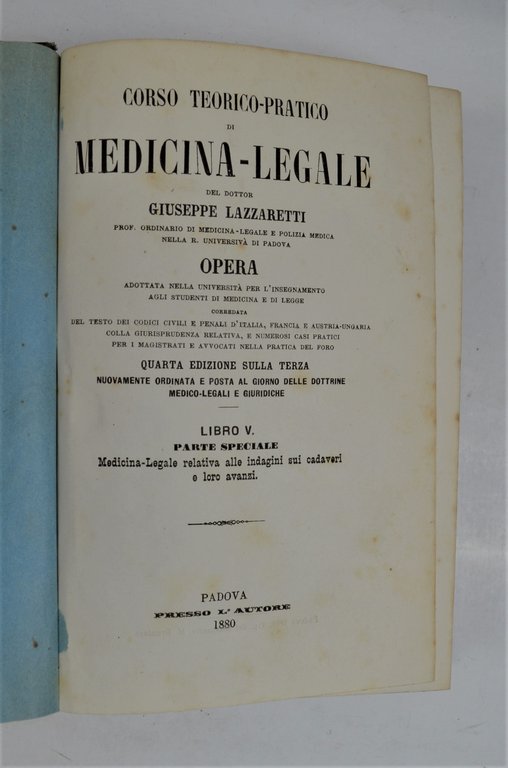 CORSO TEORICO-PRATICO
DI
MEDICINA-LEGALE
DEL DOTTOR
GIUSEPPE LAZZARETTI
PROF. ORDINARIO DI MEDICINA-LEGALE E POLIZIA MEDICA
NELLA R. UNIVERSITÀ DI PADOVA
OPERA
ADOTTATA NELLA UNIVERSITÀ PER L'INSEGNAMENTO
AGLI STUDENTI DI MEDICINA E DI LEGGE
CORREDATA
DEL TESTO DEI CODICI CIVILI E PENALI D'ITALIA, FRANCIA E AUSTRIA-UNGARIA
COLLA GIURISPRUDENZA RELATIVA, E NUMEROSI CASI PRATICI
PER I MAGISTRATI E AVVOCATI NELLA PRATICA DEL FORO
QUARTA EDIZIONE SULLA TERZA
NUOVAMENTE ORDINATA E POSTA AL GIORNO DELLE DOTTRINE
MEDICO-LEGALI E GIURIDICHE
LIBRO V.
PARTE SPECIALE
Medicina-Legale relativa alle indagini sui cadaveri
e loro avanzi.
PADOVA
PRESSO L'AUTORE
1880